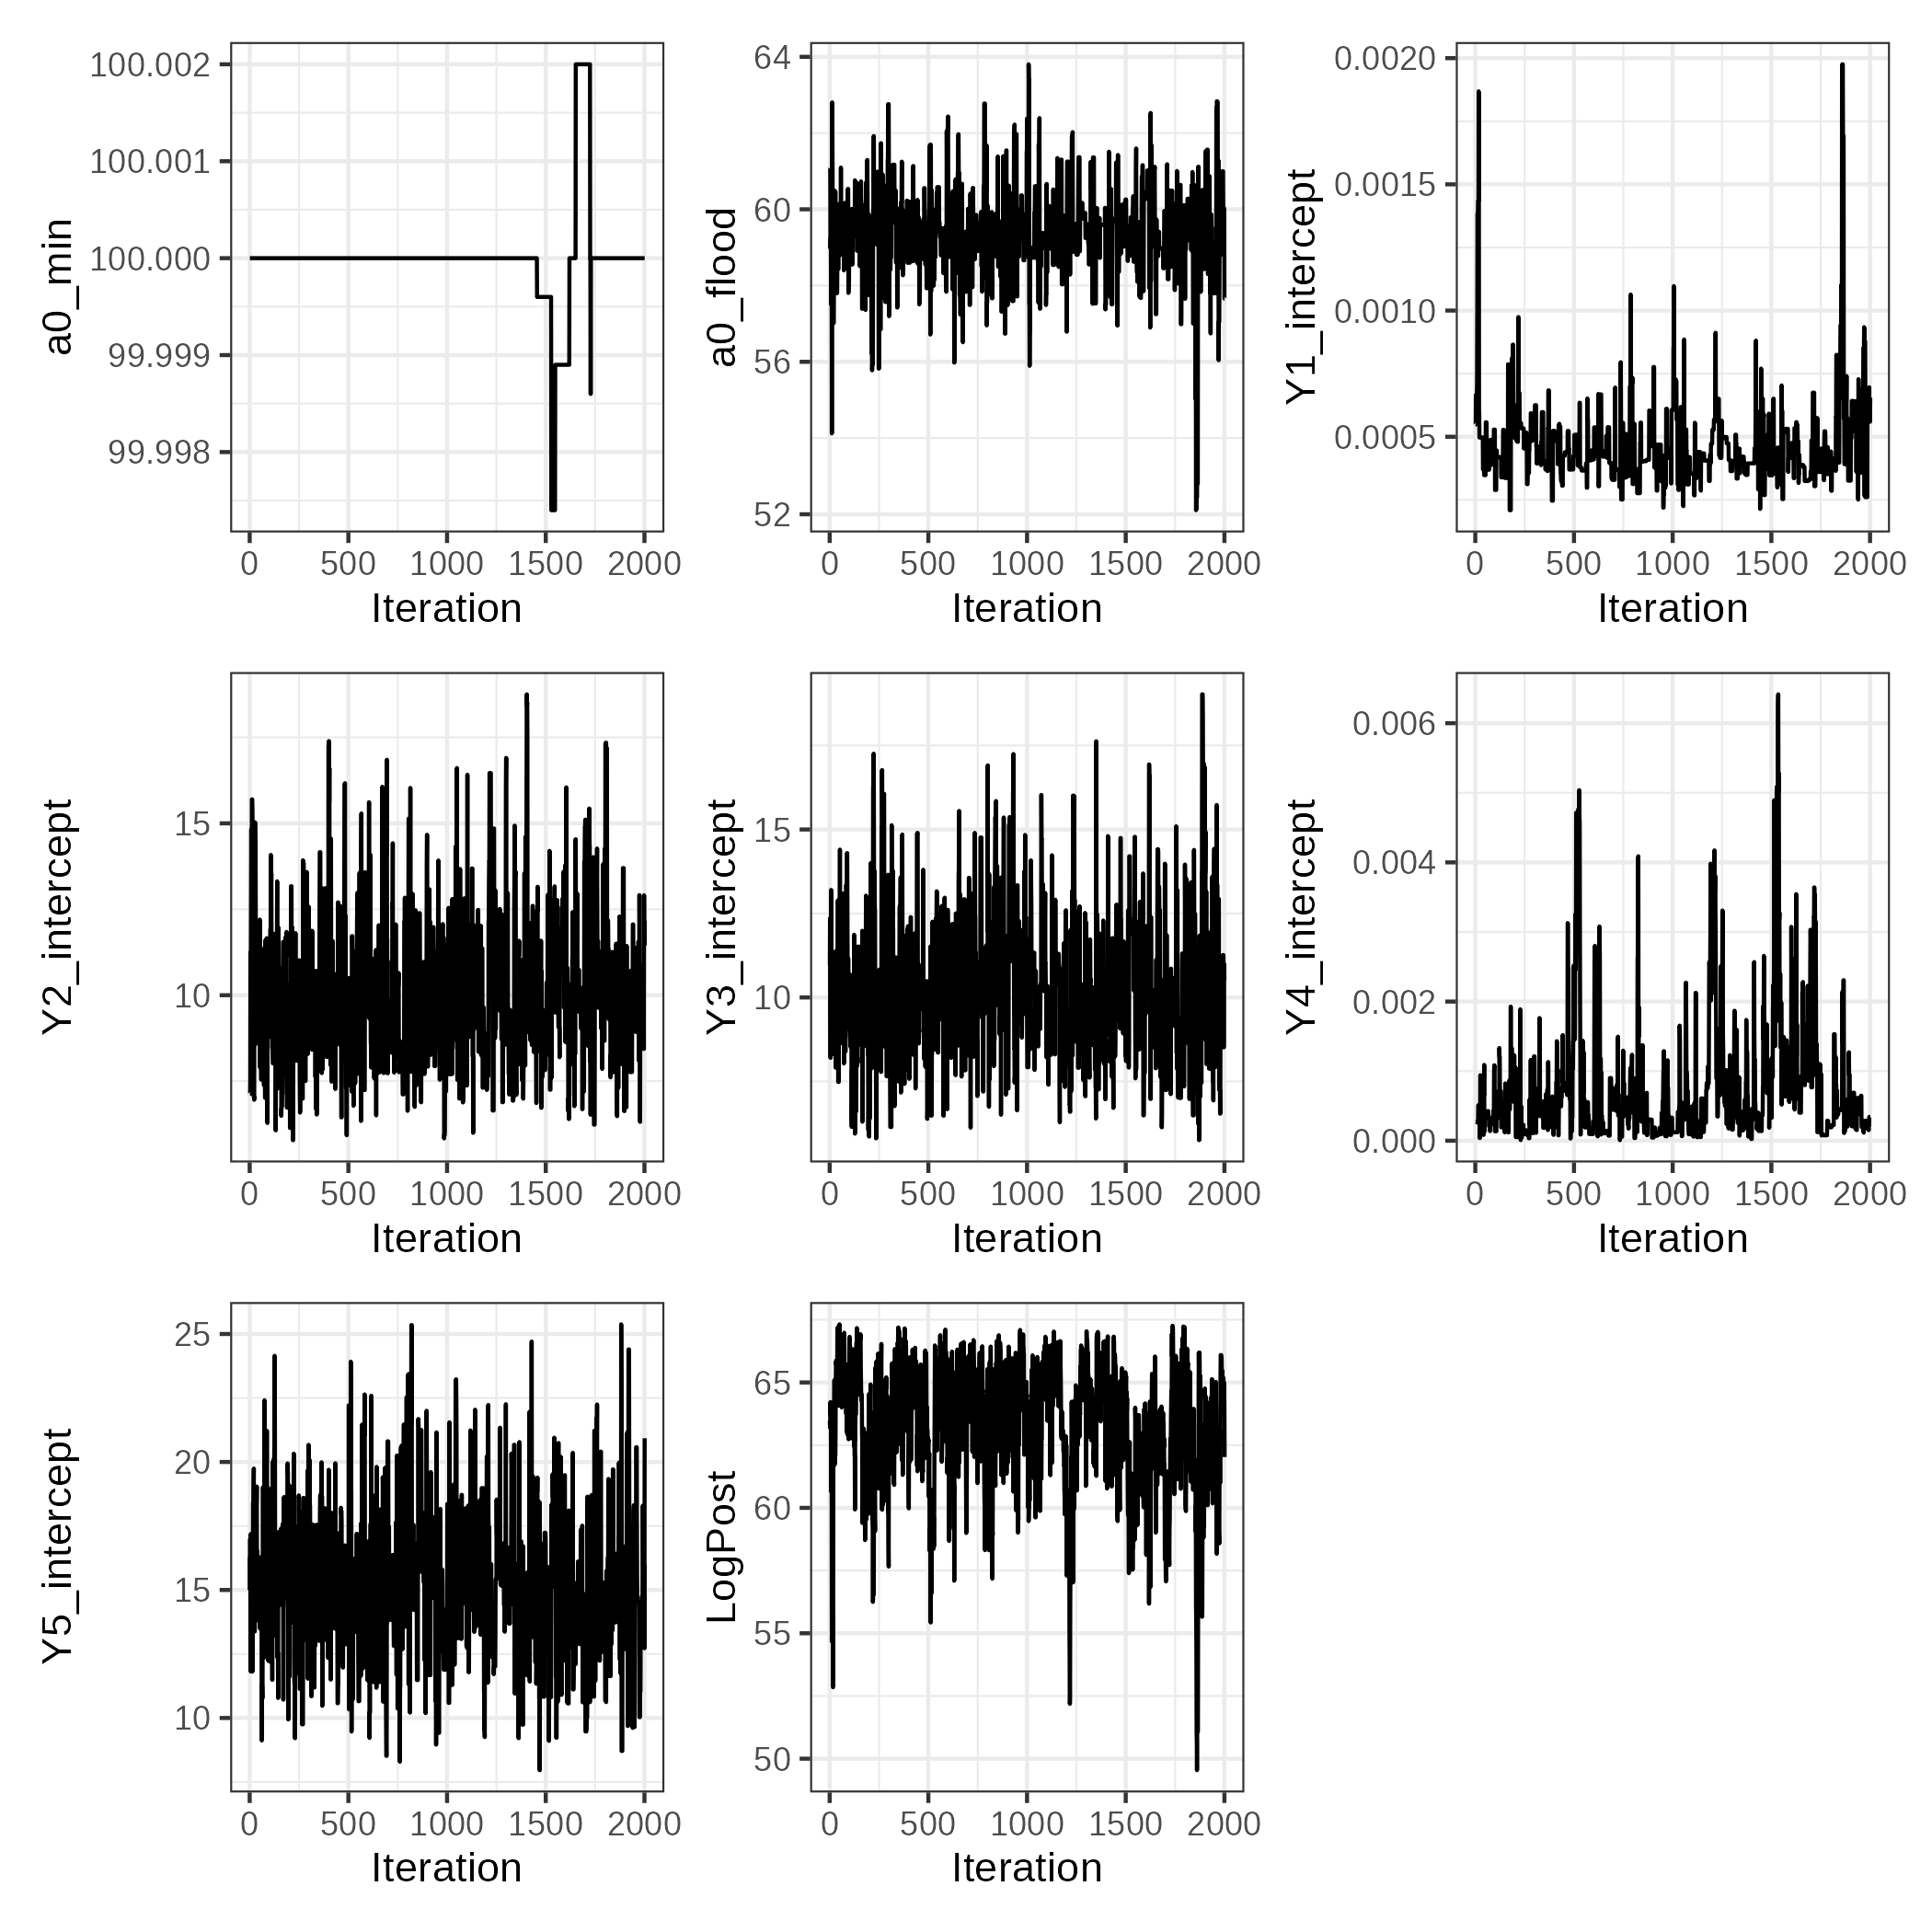 a0_min
100.002
100.001
100.000
99.999
99.998
0 500 1000 1500 2000
Iteration
a0_flood
64
60
56
52
0 500 1000 1500 2000
Iteration
Y1_intercept
0.0020
0.0015
0.0010
0.0005
0 500 1000 1500 2000
Iteration
Y2_intercept
15
10
0 500 1000 1500 2000
Iteration
Y3_intercept
15
10
0 500 1000 1500 2000
Iteration
Y4_intercept
0.006
0.004
0.002
0.000
0 500 1000 1500 2000
Iteration
Y5_intercept
25
20
15
10
0 500 1000 1500 2000
Iteration
LogPost
65
60
55
50
0 500 1000 1500 2000
Iteration